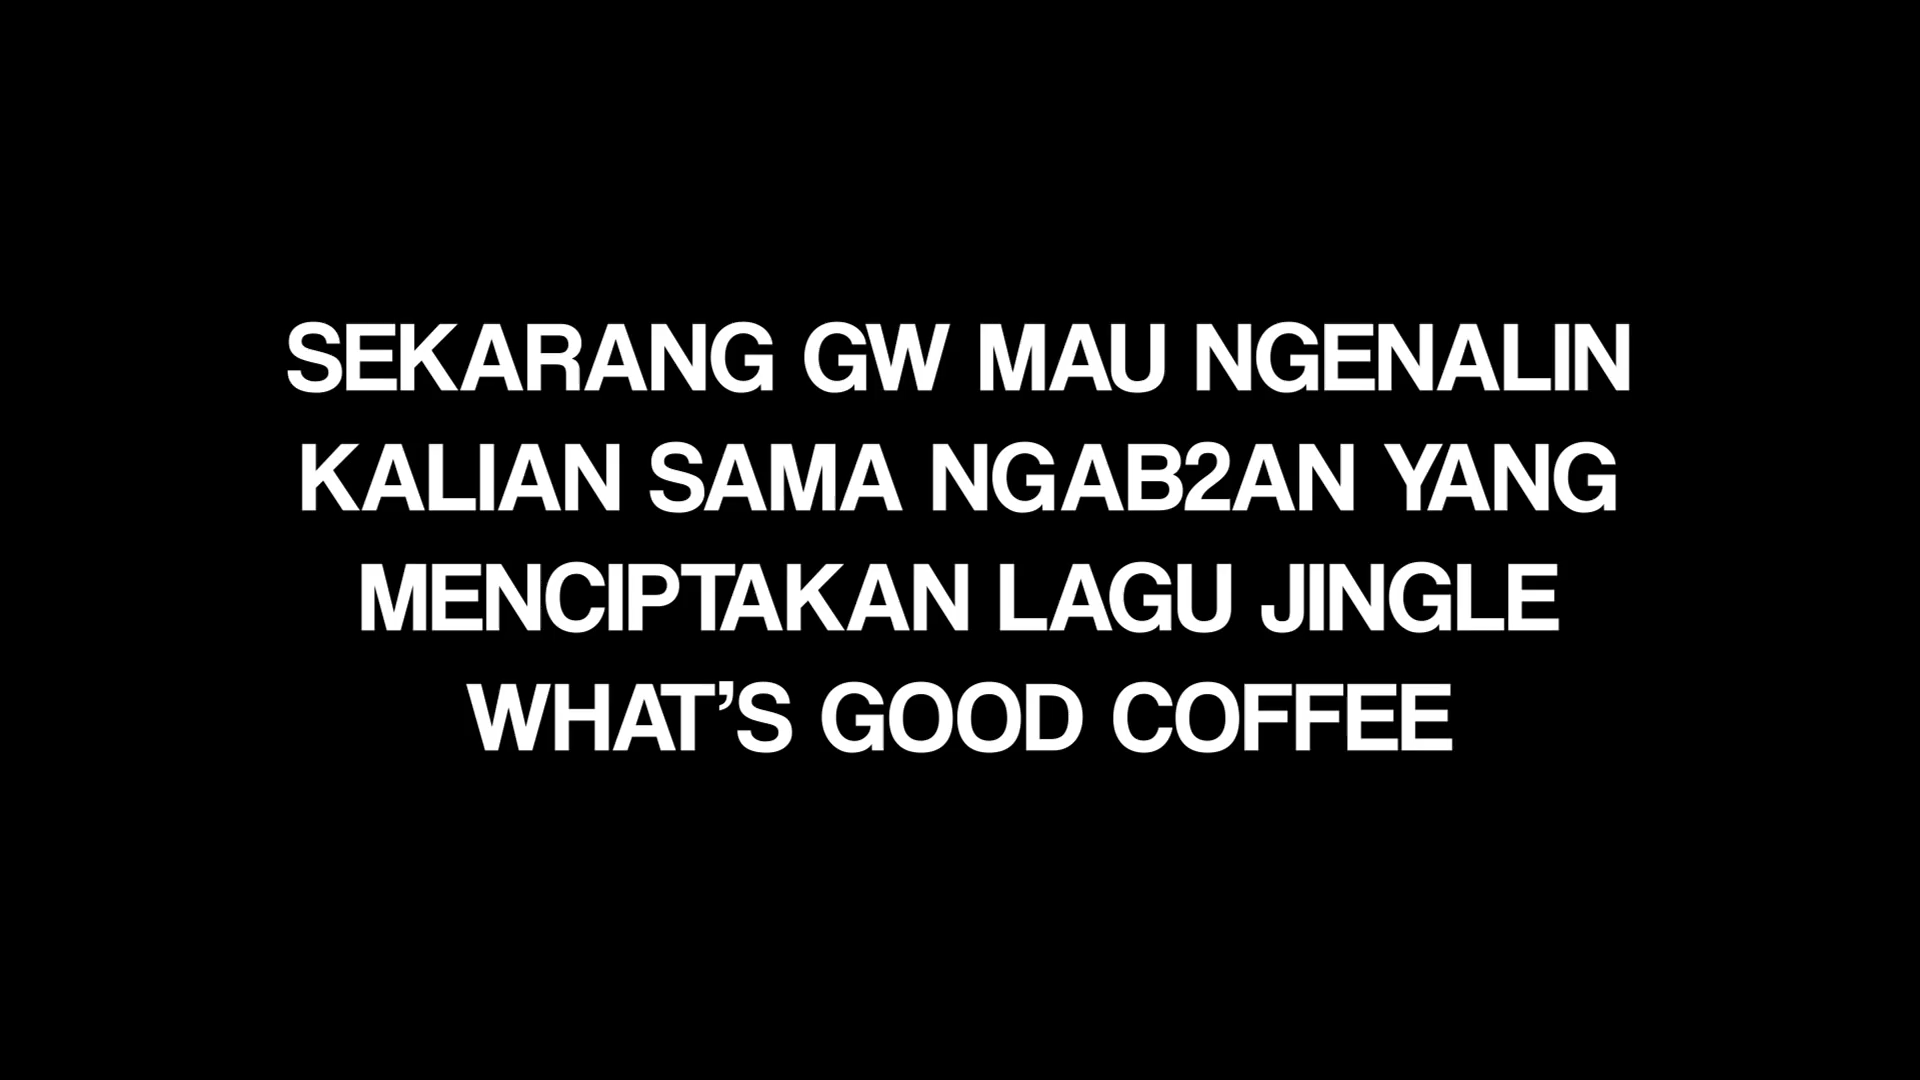 SEKARANG GW MAU NGENALIN
KALIAN SAMA NGAB2AN YANG
MENCIPTAKAN LAGU JINGLE
WHAT’S GOOD COFFEE